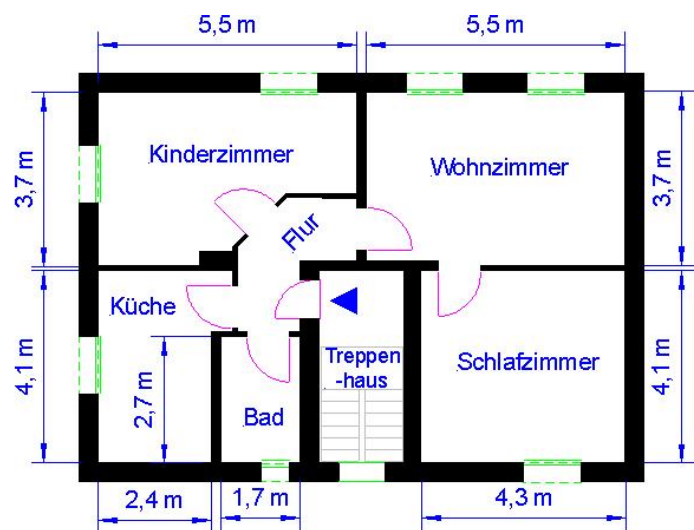 5,5 m
5,5 m
Kinderzimmer
Wohnzimmer
3,7 m
3,7 m
Flur
Küche
Treppen
-haus
Schlafzimmer
4,1 m
4,1 m
2,7 m
Bad
2,4 m
1,7 m
4,3 m